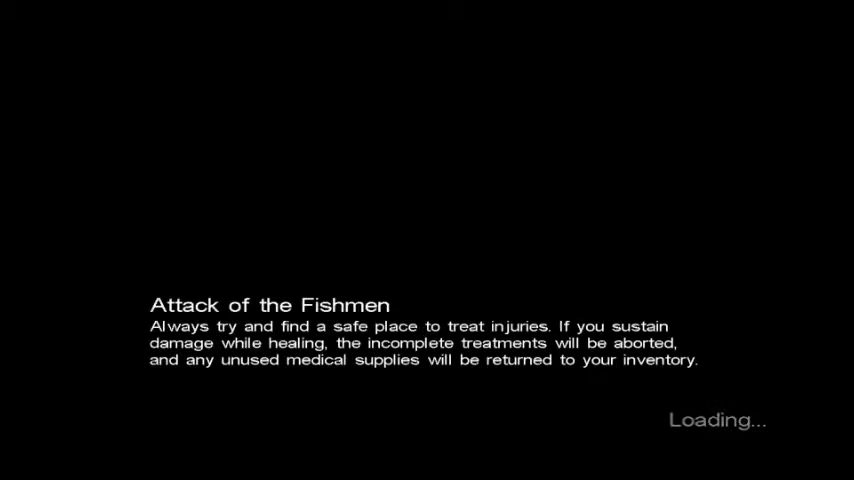 Attack of the Fishmen
Always try and find a safe place to treat injuries. If you sustain
damage while healing, the incomplete treatments will be aborted,
and any unused medical supplies will be returned to your inventory.
Loading...